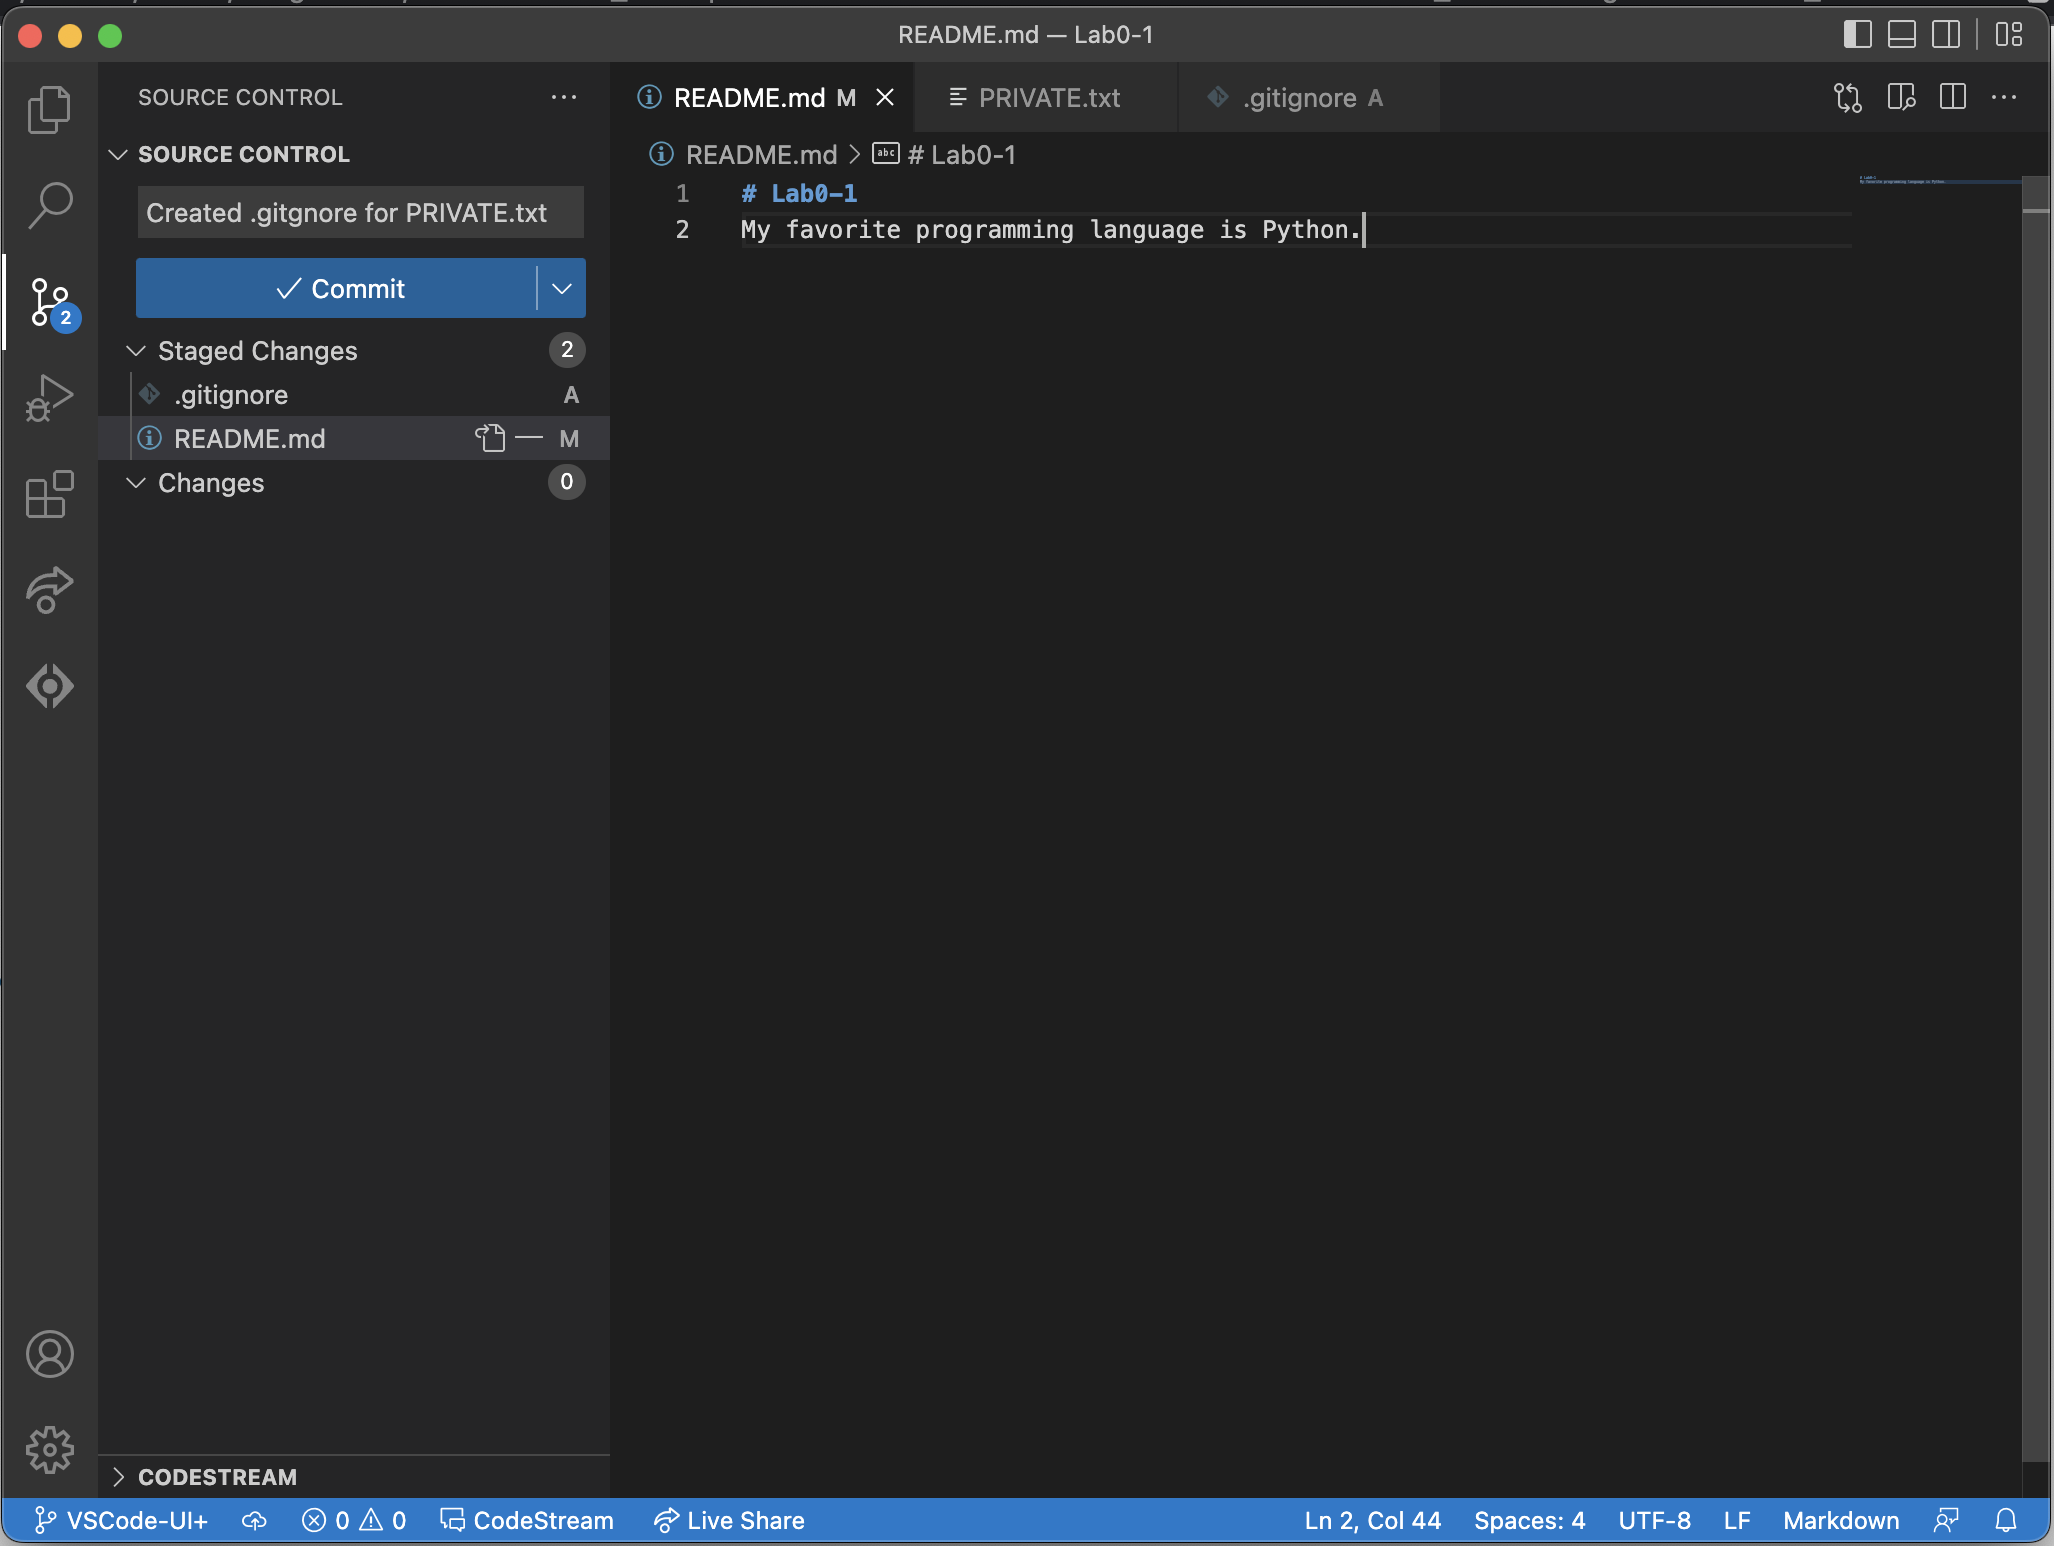 README.md — Lab0-1
SOURCE CONTROL
README.md M
PRIVATE.txt
.gitignore A
SOURCE CONTROL
README.md > abc # Lab0-1
Created .gitgnore for PRIVATE.txt
1 # Lab0-1
2 My favorite programming language is Python.
Commit
2
Staged Changes 2
.gitignore A
README.md M
Changes 0
CODESTREAM
VSCode-UI+ 0 0 CodeStream Live Share Ln 2, Col 44 Spaces: 4 UTF-8 LF Markdown